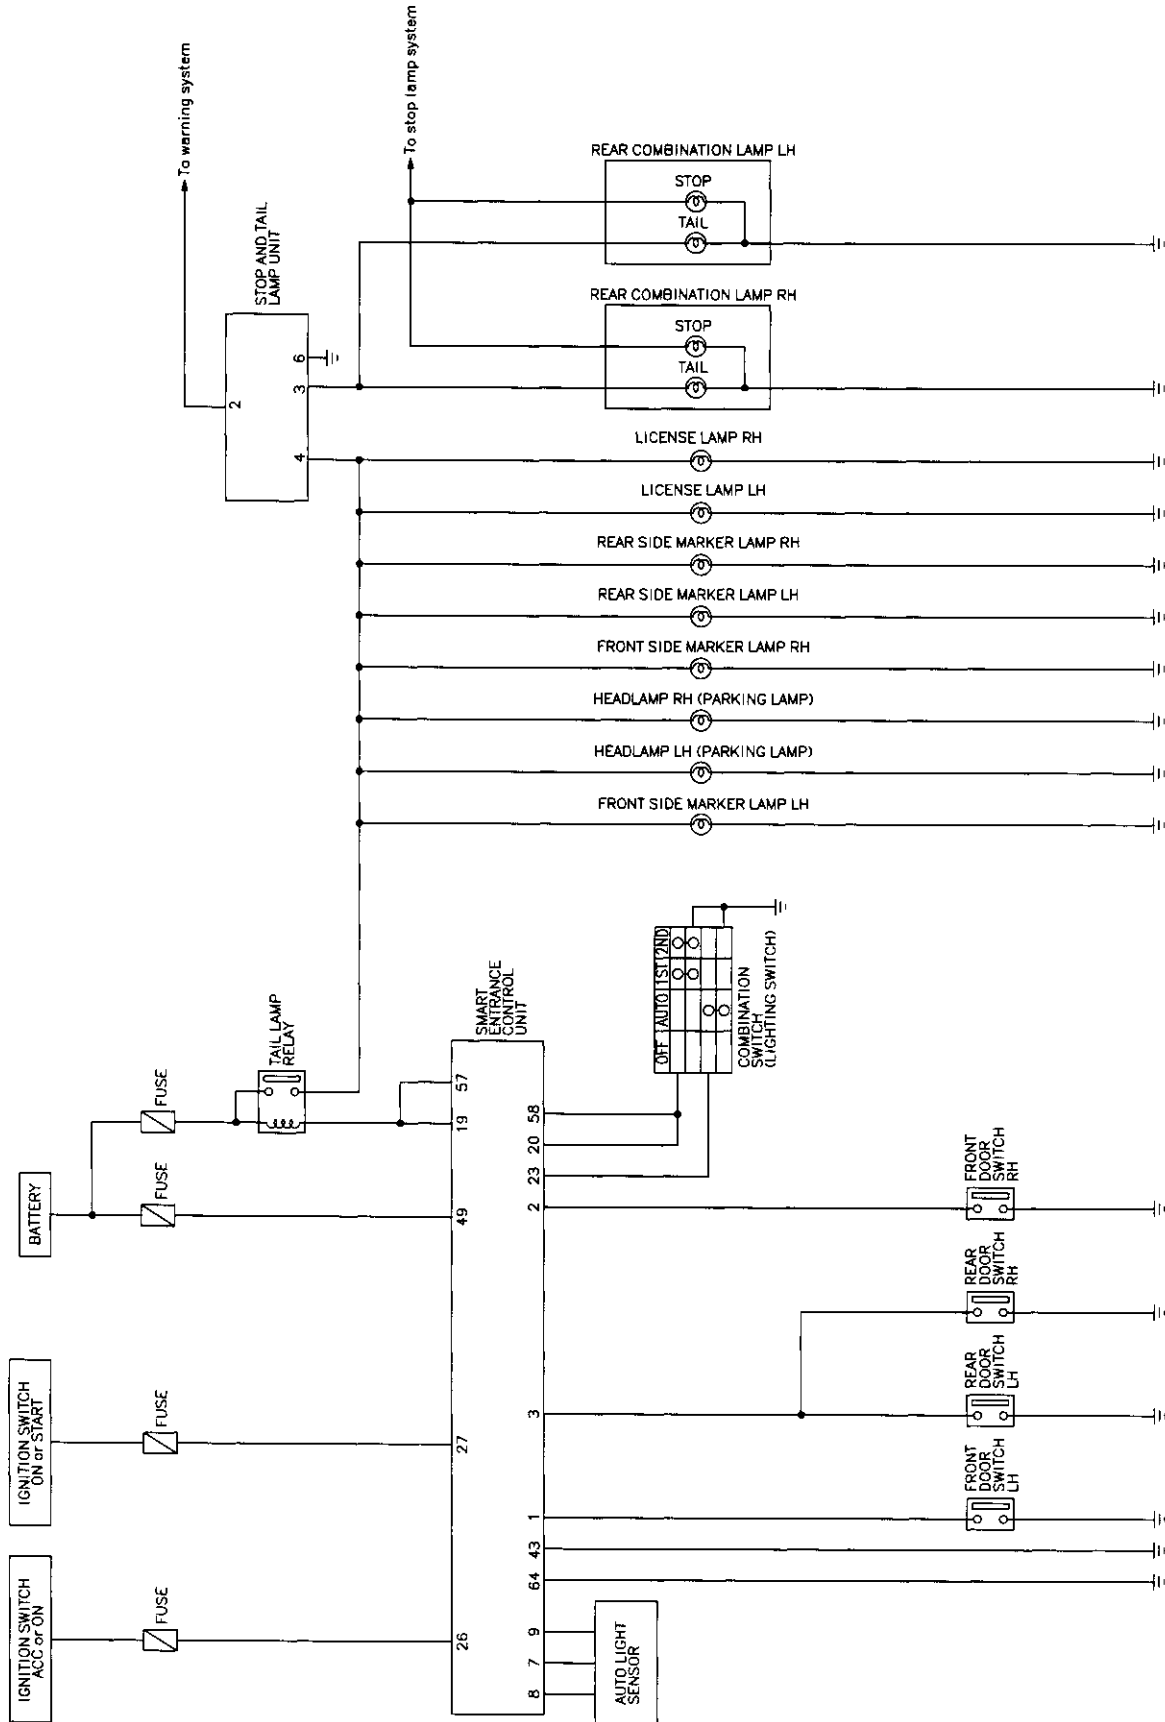 To warning system
To stop lamp system
STOP AND TAIL
LAMP UNIT
2
6
3
4
REAR COMBINATION LAMP LH
STOP
TAIL
REAR COMBINATION LAMP RH
STOP
TAIL
LICENSE LAMP RH
LICENSE LAMP LH
REAR SIDE MARKER LAMP RH
REAR SIDE MARKER LAMP LH
FRONT SIDE MARKER LAMP RH
HEADLAMP RH (PARKING LAMP)
HEADLAMP LH (PARKING LAMP)
FRONT SIDE MARKER LAMP LH
BATTERY
FUSE
FUSE
TAIL LAMP
RELAY
SMART
ENTRANCE
CONTROL
UNIT
57
19
49
27
26
58
20
23
2
3
1
43
64
9
7
8
OFF AUTO 1ST 2ND
COMBINATION
SWITCH
(LIGHTING SWITCH)
FRONT
DOOR
SWITCH
RH
REAR
DOOR
SWITCH
RH
REAR
DOOR
SWITCH
LH
FRONT
DOOR
SWITCH
LH
IGNITION SWITCH
ON or START
FUSE
IGNITION SWITCH
ACC or ON
FUSE
AUTO LIGHT
SENSOR